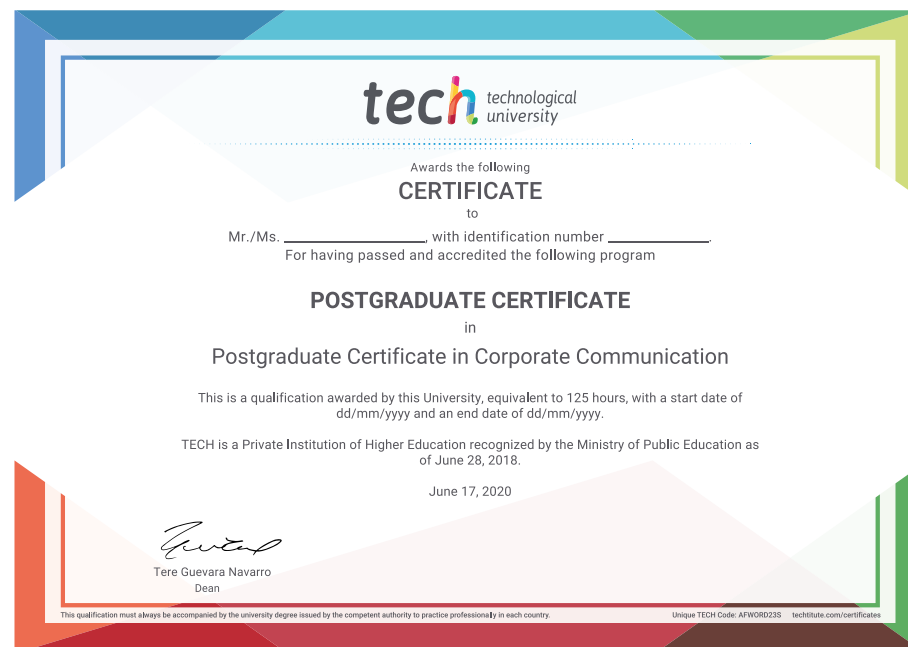 tech technological
university
Awards the following
CERTIFICATE
to
Mr./Ms. ____________________, with identification number ______________.
For having passed and accredited the following program
POSTGRADUATE CERTIFICATE
in
Postgraduate Certificate in Corporate Communication
This is a qualification awarded by this University, equivalent to 125 hours, with a start date of
dd/mm/yyyy and an end date of dd/mm/yyyy.
TECH is a Private Institution of Higher Education recognized by the Ministry of Public Education as
of June 28, 2018.
June 17, 2020
Tere Guevara Navarro
Dean
This qualification must always be accompanied by the university degree issued by the competent authority to practice professionally in each country. Unique TECH Code: AFWORD23S techtitute.com/certificates